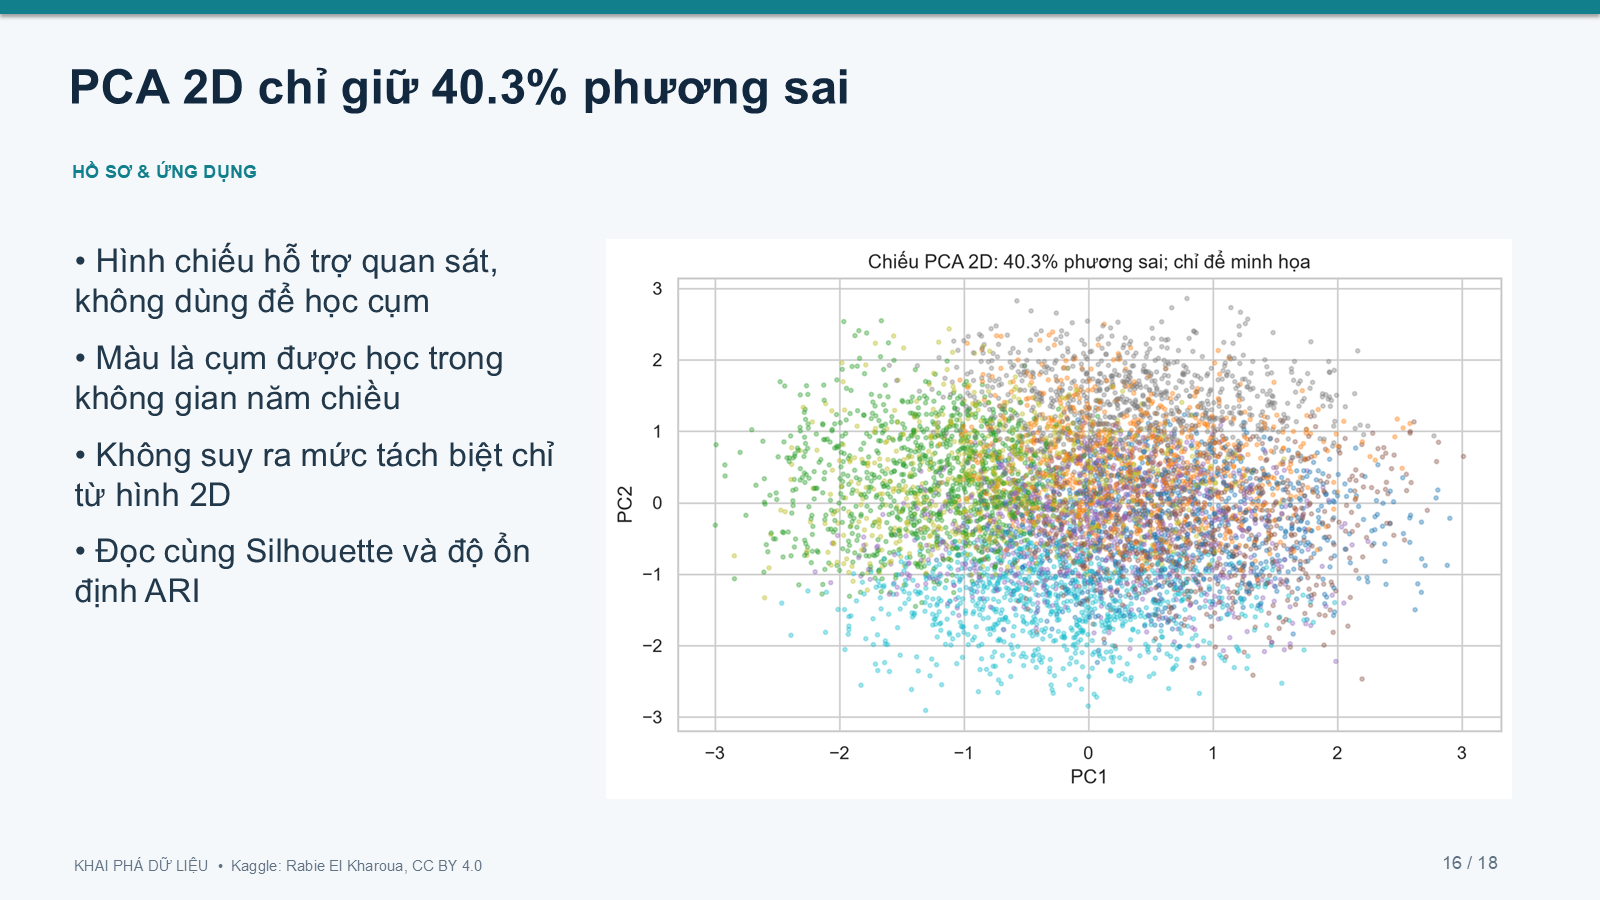 PCA 2D chỉ giữ 40.3% phương sai
HỒ SƠ & ỨNG DỤNG
• Hình chiếu hỗ trợ quan sát,
không dùng để học cụm
• Màu là cụm được học trong
không gian năm chiều
• Không suy ra mức tách biệt chỉ
từ hình 2D
• Đọc cùng Silhouette và độ ổn
định ARI
Chiếu PCA 2D: 40.3% phương sai; chỉ để minh họa
3
2
1
0
−1
−2
−3
PC2
−3 −2 −1 0 1 2 3
PC1
KHAI PHÁ DỮ LIỆU • Kaggle: Rabie El Kharoua, CC BY 4.0
16 / 18